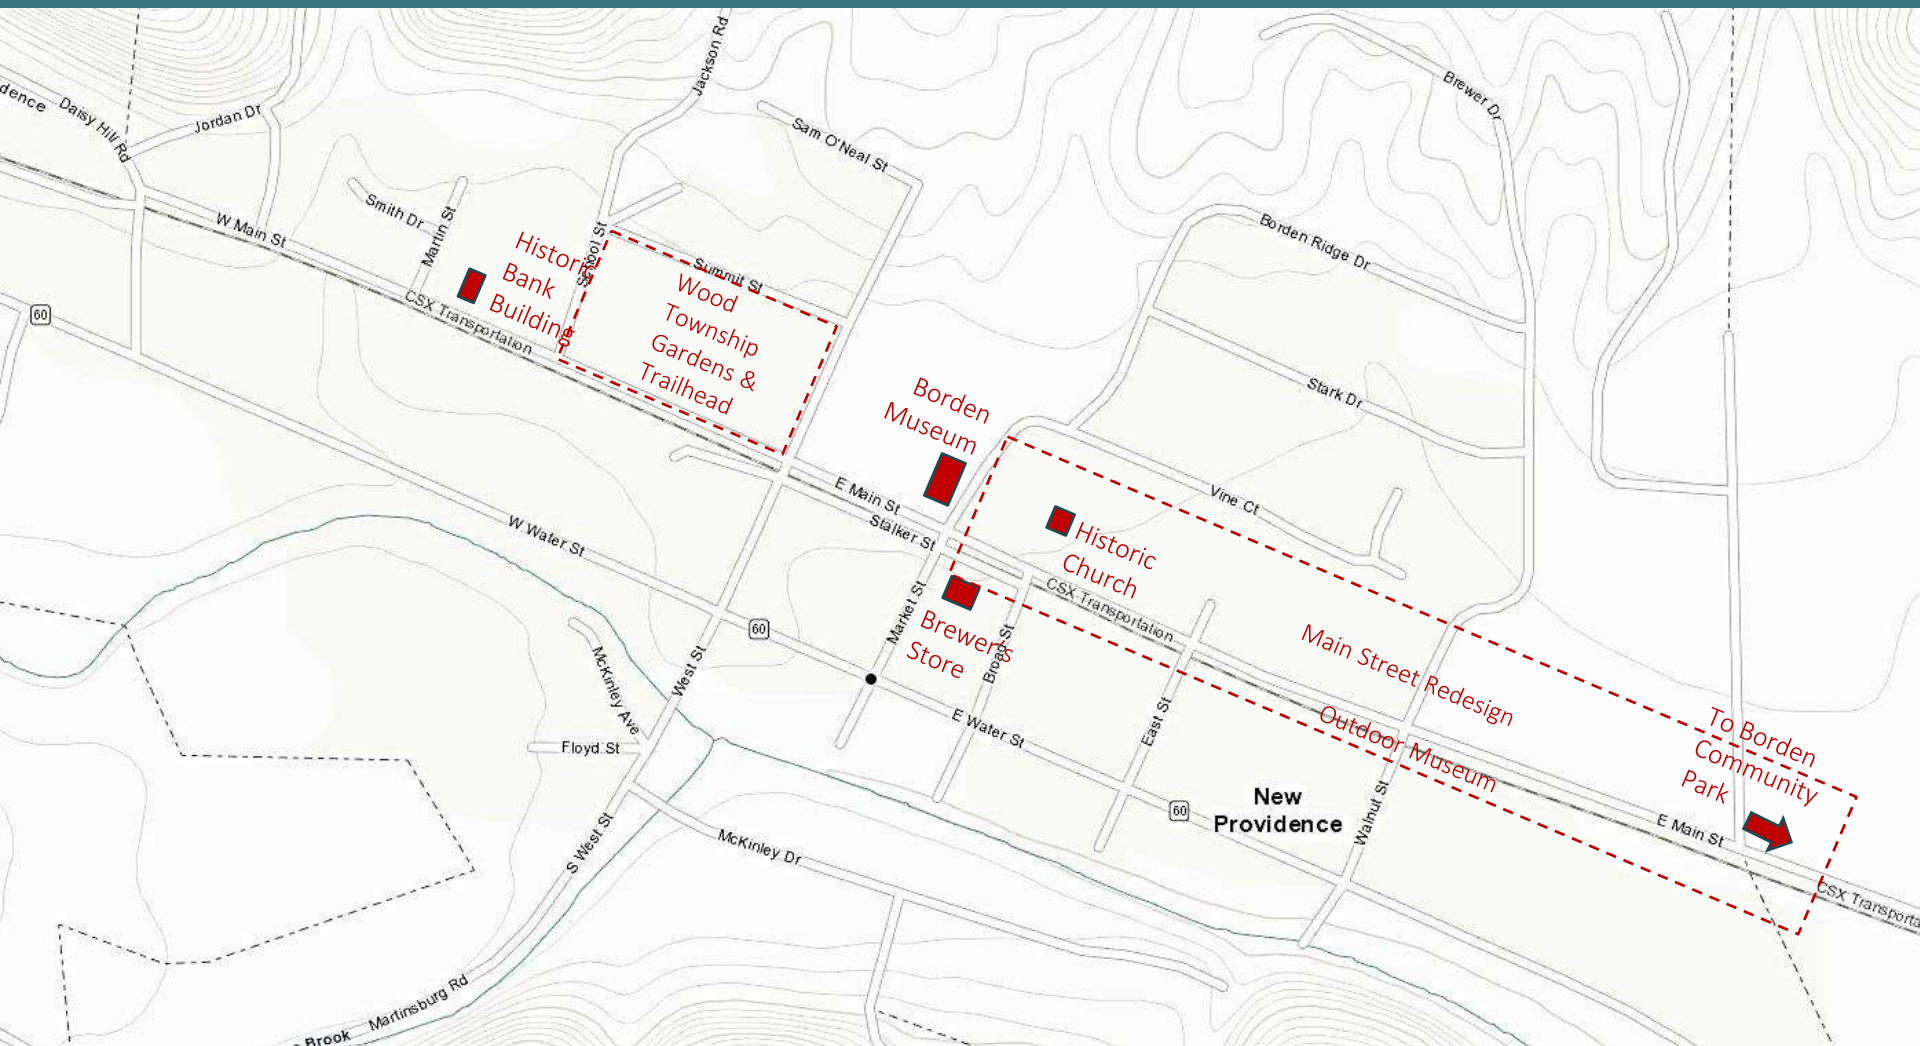 Jackson Rd
Brewer Dr
dence
Daisy Hill Rd
Jordan Dr
Sam O'Neal St
Smith Dr
Martin St
W Main St
School St
Historic
Bank
Building
Summit St
Wood
Township
Gardens &
Trailhead
Borden Ridge Dr
60
CSX Transportation
Stark Dr
Borden
Museum
E Main St
Stalker St
Vine Ct
W Water St
Historic
Church
CSX Transportation
Market St
Brewers
Store
Broad St
60
McKinley Ave
West St
Floyd St
E Water St
East St
Main Street Redesign
Outdoor Museum
To Borden
Community
Park
New
Providence
60
Walnut St
E Main St
CSX Transporta
S West St
McKinley Dr
Martinsburg Rd
Brook